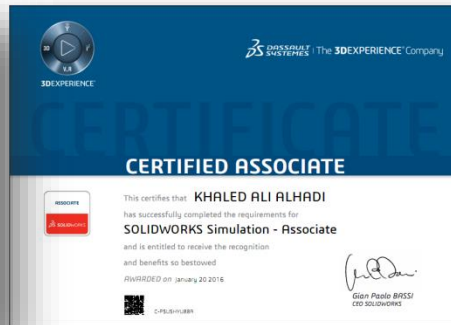 3D
V.R
3DEXPERIENCE
DASSAULT SYSTEMES | The 3DEXPERIENCE Company
CERTIFICATE
CERTIFIED ASSOCIATE
ASSOCIATE
SOLIDWORKS
This certifies that KHALED ALI ALHADI
has successfully completed the requirements for
SOLIDWORKS Simulation - Associate
and is entitled to receive the recognition
and benefits so bestowed
AWARDED on January 20 2016
Gian Paolo BASSI
CEO SOLIDWORKS